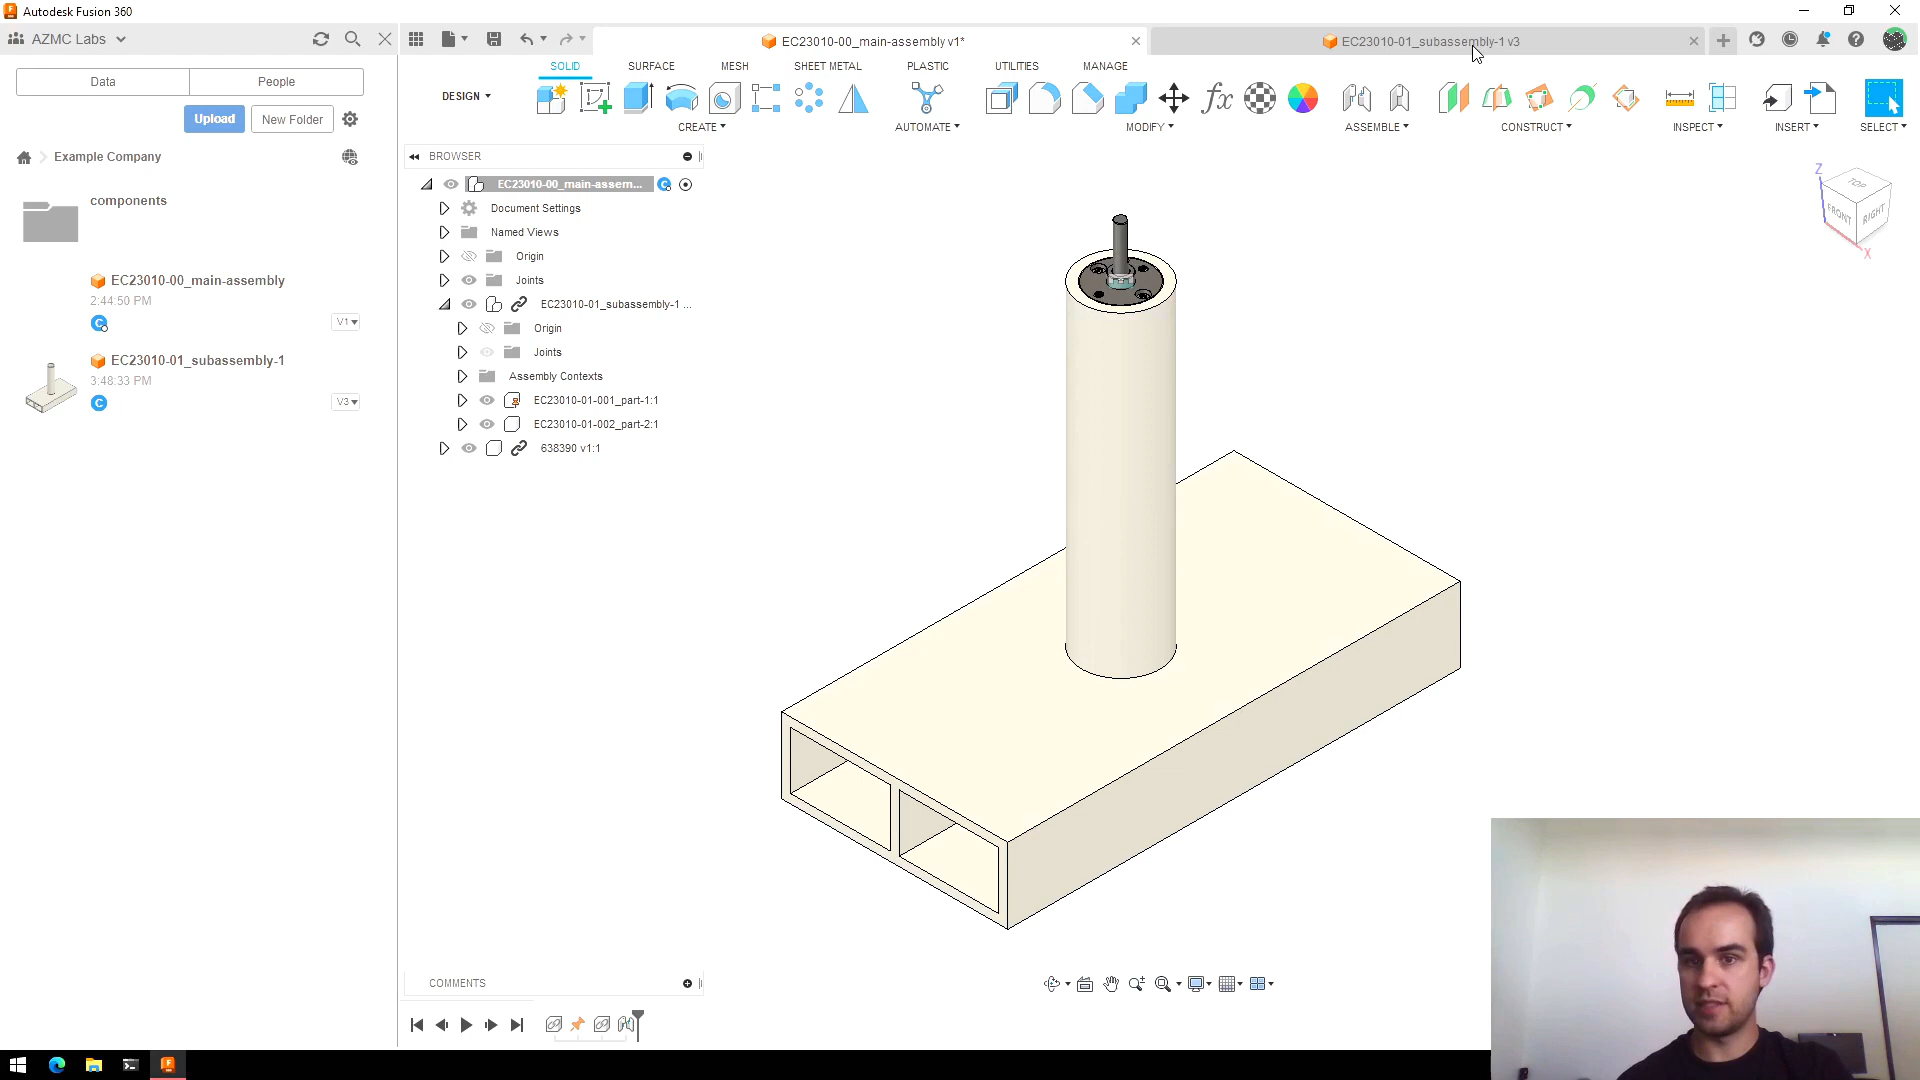 Autodesk Fusion 360
AZMC Labs
EC23010-00_main-assembly v1*
EC23010-01_subassembly-1 v3
Data
People
Upload
New Folder
Example Company
components
EC23010-00_main-assembly
2:44:50 PM
V1
EC23010-01_subassembly-1
3:48:33 PM
V3
SOLID
SURFACE
MESH
SHEET METAL
PLASTIC
UTILITIES
MANAGE
DESIGN
CREATE
AUTOMATE
MODIFY
ASSEMBLE
CONSTRUCT
INSPECT
INSERT
SELECT
BROWSER
EC23010-00_main-assem...
Document Settings
Named Views
Origin
Joints
EC23010-01_subassembly-1 ...
Origin
Joints
Assembly Contexts
EC23010-01-001_part-1:1
EC23010-01-002_part-2:1
638390 v1:1
Z
TOP
FRONT
RIGHT
X
COMMENTS